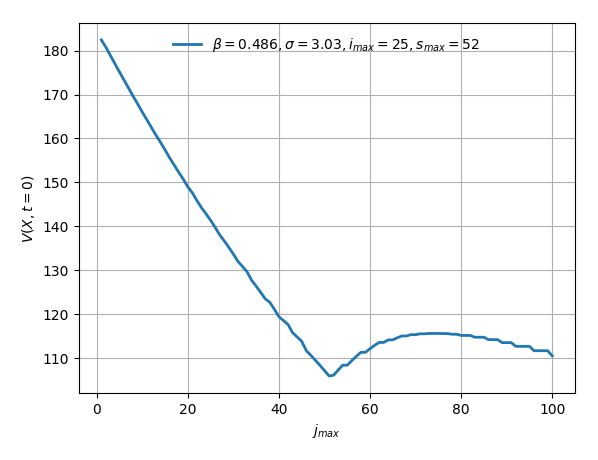 β = 0.486, σ = 3.03, i_max = 25, s_max = 52
180
170
160
150
140
130
120
110
V(X, t = 0)
0 20 40 60 80 100
j_max